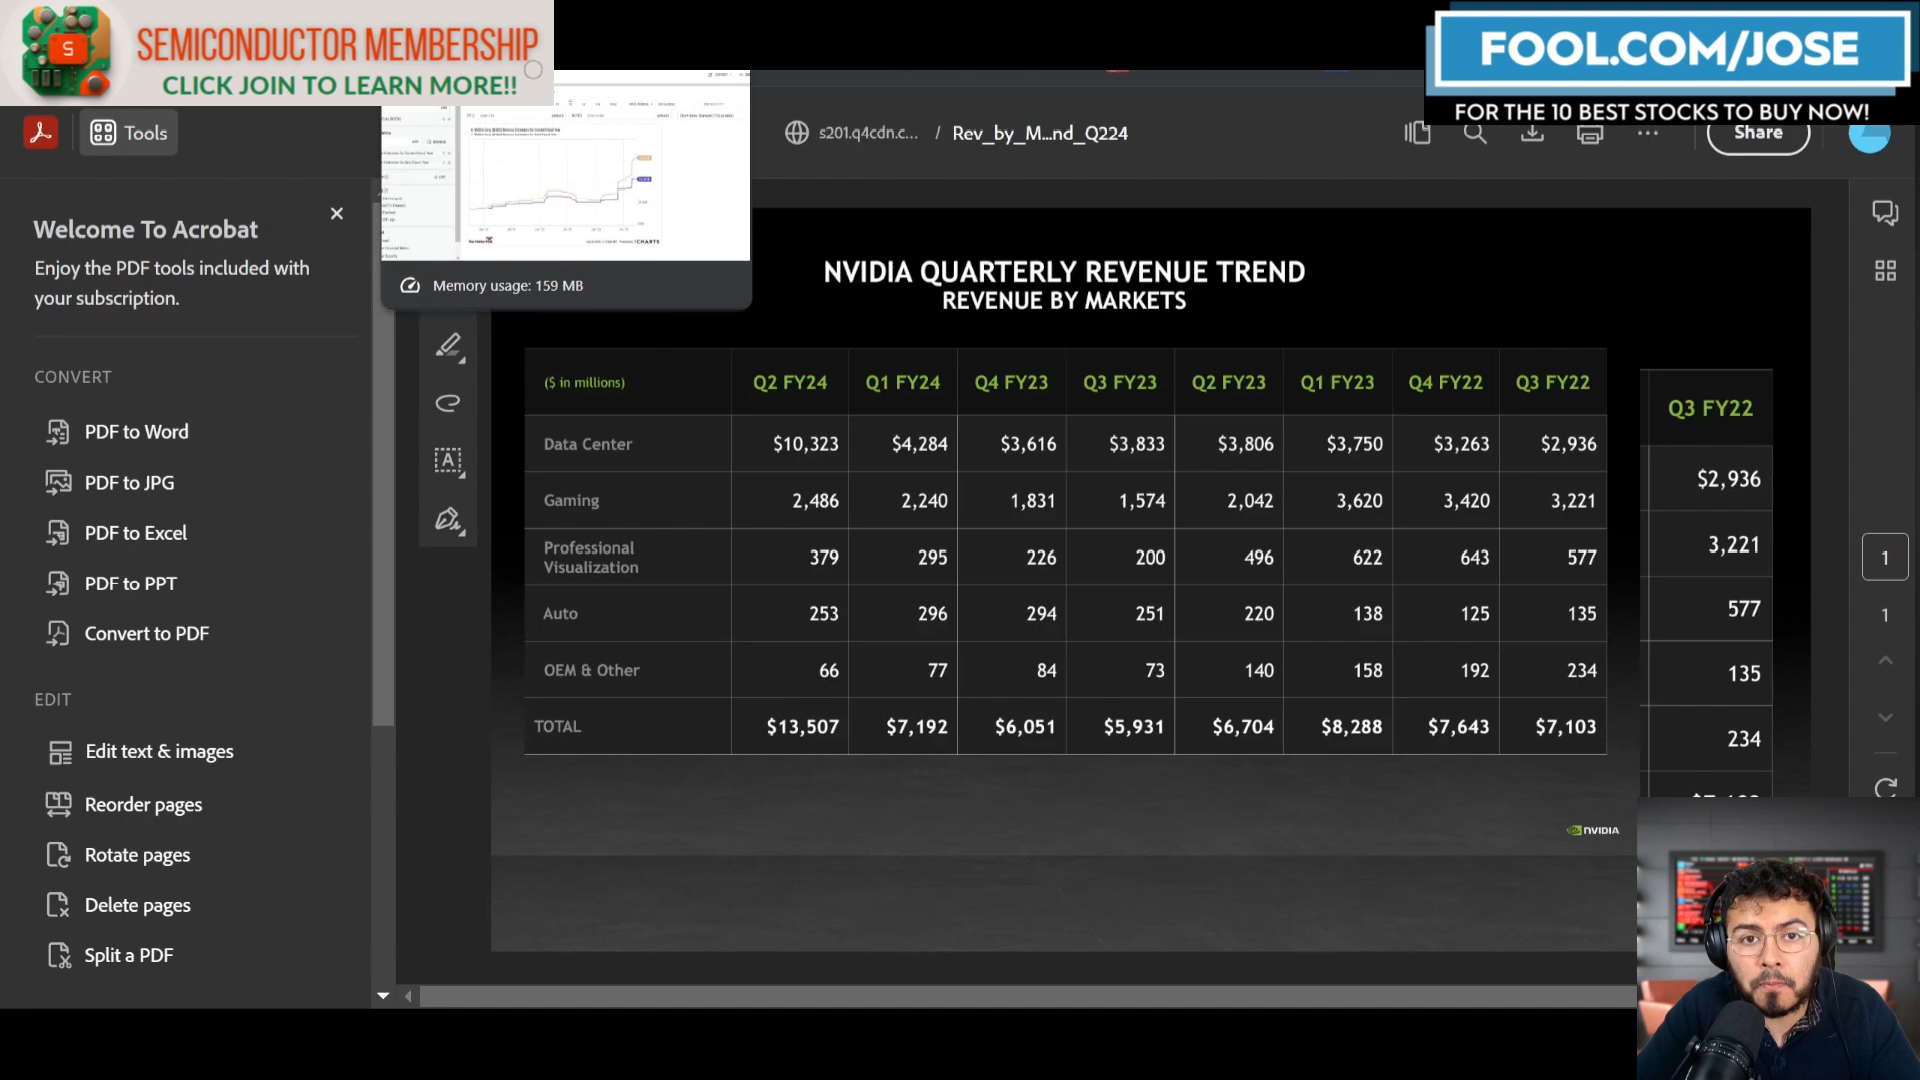 SEMICONDUCTOR MEMBERSHIP
CLICK JOIN TO LEARN MORE!!
S
FOOL.COM/JOSE
FOR THE 10 BEST STOCKS TO BUY NOW!
Tools
s201.q4cdn.c... / Rev_by_M...nd_Q224
Share
Welcome To Acrobat
Enjoy the PDF tools included with
your subscription.
CONVERT
PDF to Word
PDF to JPG
PDF to Excel
PDF to PPT
Convert to PDF
EDIT
Edit text & images
Reorder pages
Rotate pages
Delete pages
Split a PDF
YCHARTS
Memory usage: 159 MB
NVIDIA QUARTERLY REVENUE TREND
REVENUE BY MARKETS
($ in millions) Q2 FY24 Q1 FY24 Q4 FY23 Q3 FY23 Q2 FY23 Q1 FY23 Q4 FY22 Q3 FY22
Data Center $10,323 $4,284 $3,616 $3,833 $3,806 $3,750 $3,263 $2,936
Gaming 2,486 2,240 1,831 1,574 2,042 3,620 3,420 3,221
Professional
Visualization 379 295 226 200 496 622 643 577
Auto 253 296 294 251 220 138 125 135
OEM & Other 66 77 84 73 140 158 192 234
TOTAL $13,507 $7,192 $6,051 $5,931 $6,704 $8,288 $7,643 $7,103
Q3 FY22
$2,936
3,221
577
135
234
NVIDIA
1
1